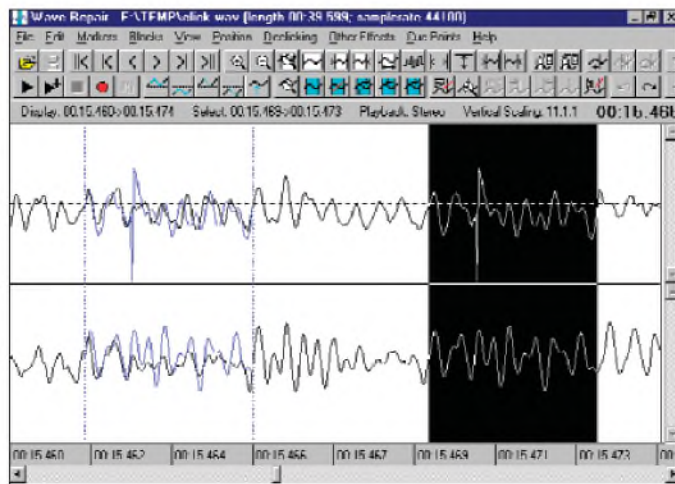 Wave Repair - E:\TEMP\click.wav (length 00:39.599; samplerate 44100)
File Edit Markers Blocks View Position Declicking Other Effects Cue Points Help
Display: 00:15.460->00:15.474 Select: 00:15.469->00:15.473 Playback: Stereo Vertical Scaling: 1:1.1
00:15.460 00:15.462 00:15.464 00:15.466 00:15.467 00:15.469 00:15.471 00:15.473